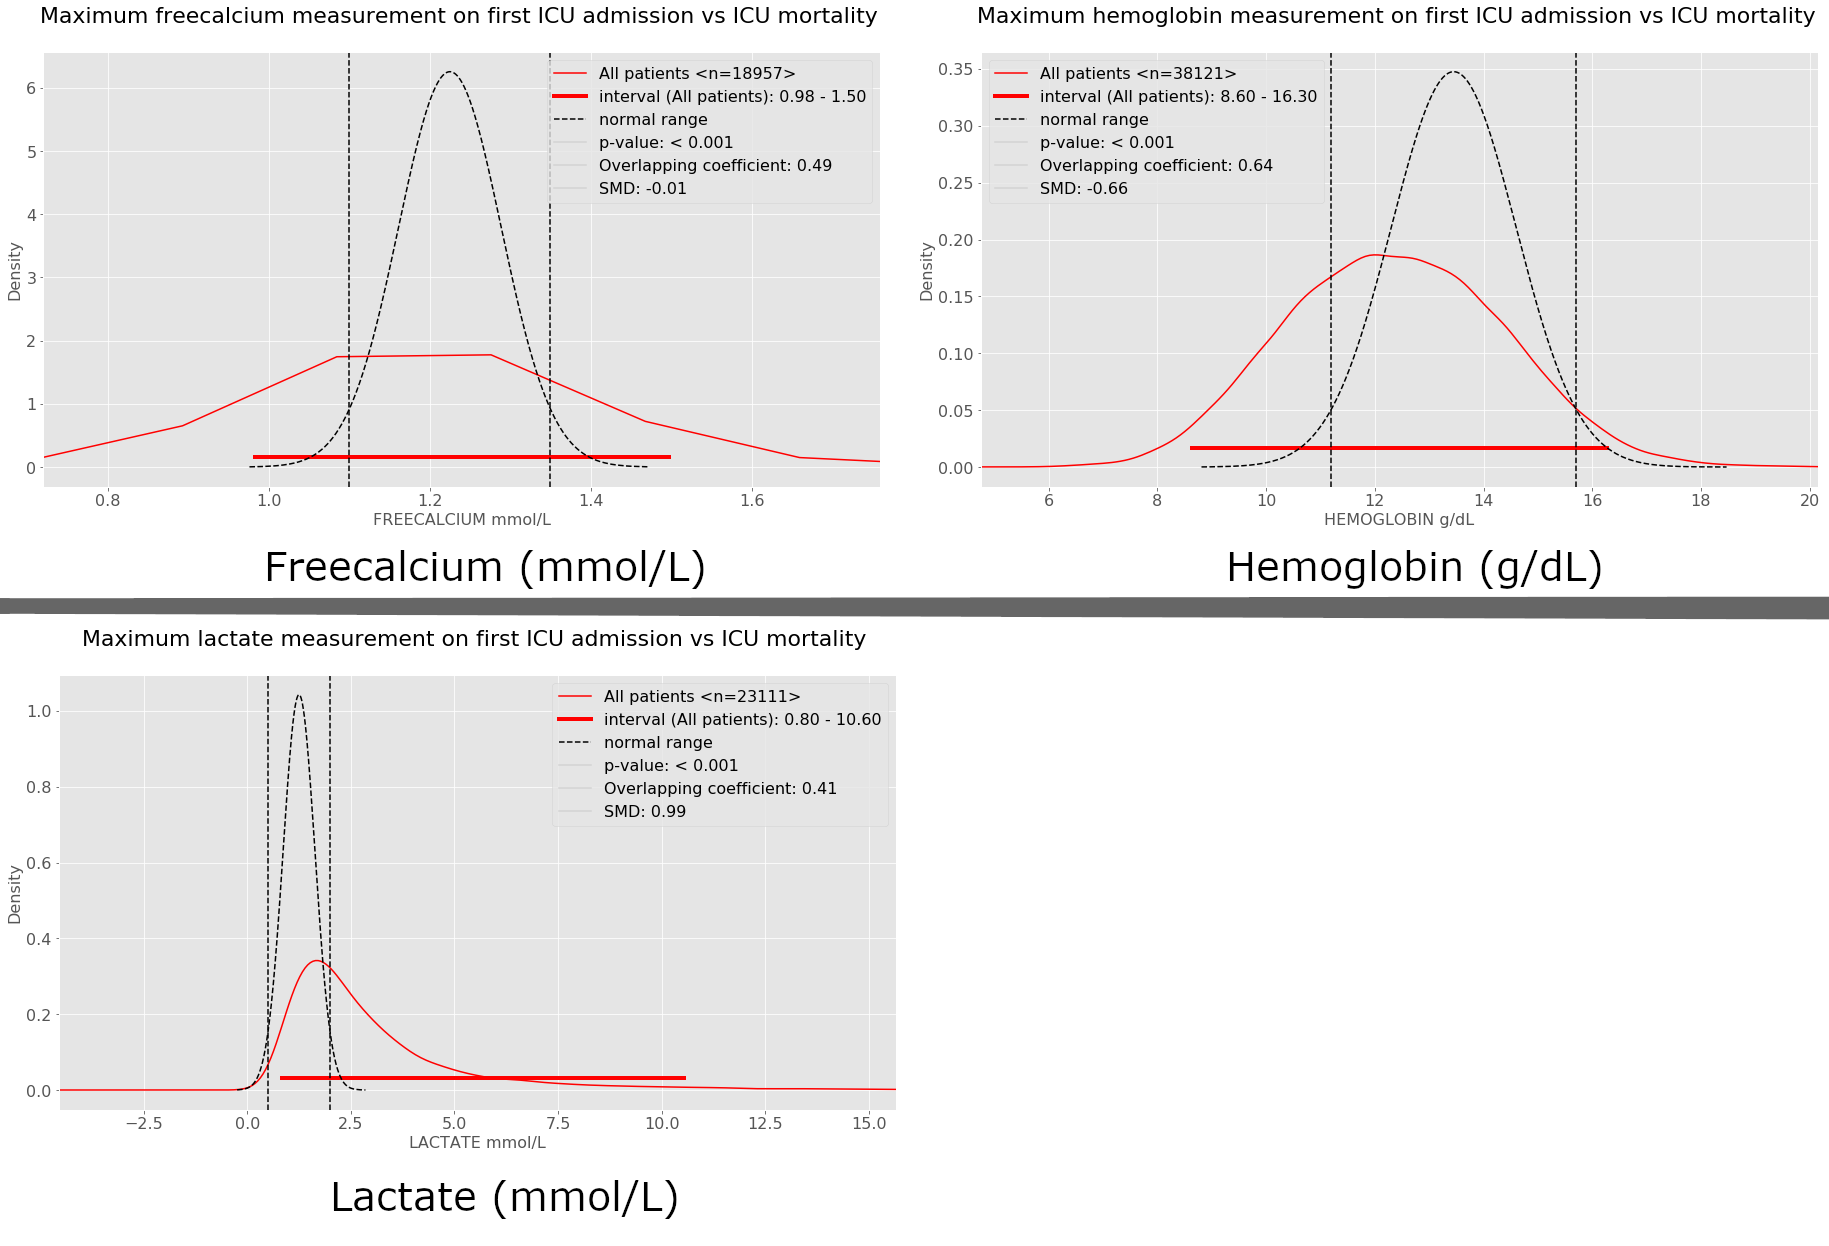 Maximum freecalcium measurement on first ICU admission vs ICU mortality
6
5
4
3
2
1
0
Density
All patients <n=18957>
interval (All patients): 0.98 - 1.50
normal range
p-value: < 0.001
Overlapping coefficient: 0.49
SMD: -0.01
0.8 1.0 1.2 1.4 1.6
FREECALCIUM mmol/L
Freecalcium (mmol/L)
Maximum hemoglobin measurement on first ICU admission vs ICU mortality
0.35
0.30
0.25
0.20
0.15
0.10
0.05
0.00
Density
All patients <n=38121>
interval (All patients): 8.60 - 16.30
normal range
p-value: < 0.001
Overlapping coefficient: 0.64
SMD: -0.66
6 8 10 12 14 16 18 20
HEMOGLOBIN g/dL
Hemoglobin (g/dL)
Maximum lactate measurement on first ICU admission vs ICU mortality
1.0
0.8
0.6
0.4
0.2
0.0
Density
All patients <n=23111>
interval (All patients): 0.80 - 10.60
normal range
p-value: < 0.001
Overlapping coefficient: 0.41
SMD: 0.99
−2.5 0.0 2.5 5.0 7.5 10.0 12.5 15.0
LACTATE mmol/L
Lactate (mmol/L)